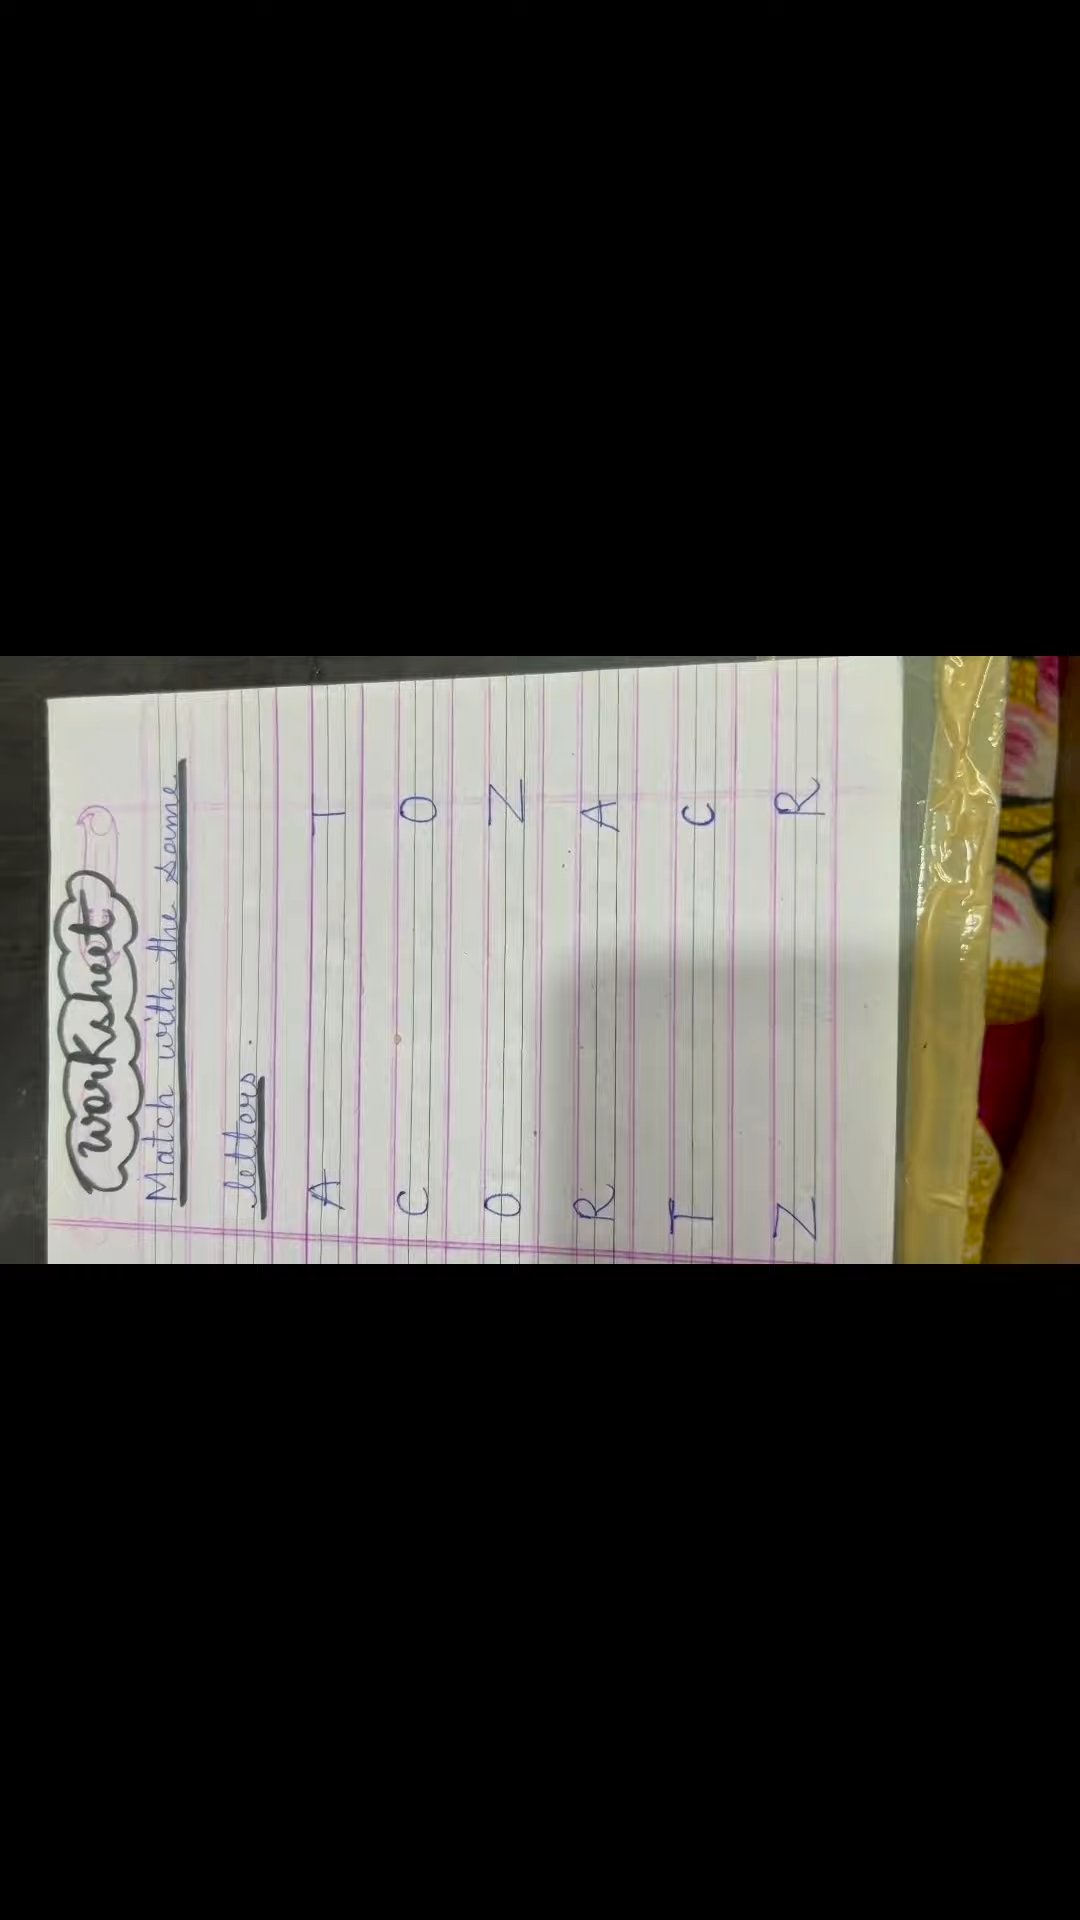 Worksheet
Match with the same
letters.
A T
C O
O Z
R A
T C
Z R